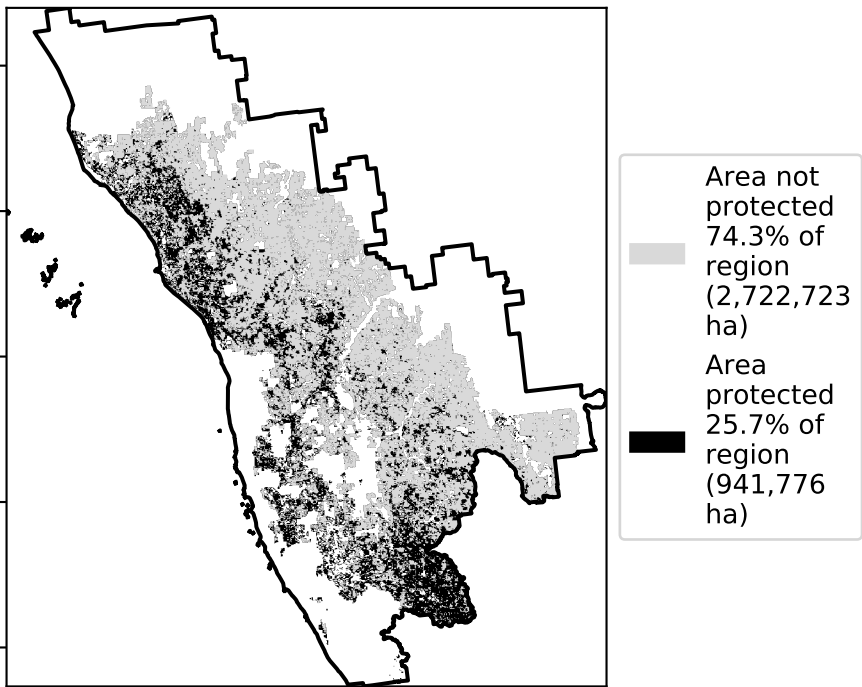 Area not
protected
74.3% of
region
(2,722,723
ha)
Area
protected
25.7% of
region
(941,776
ha)